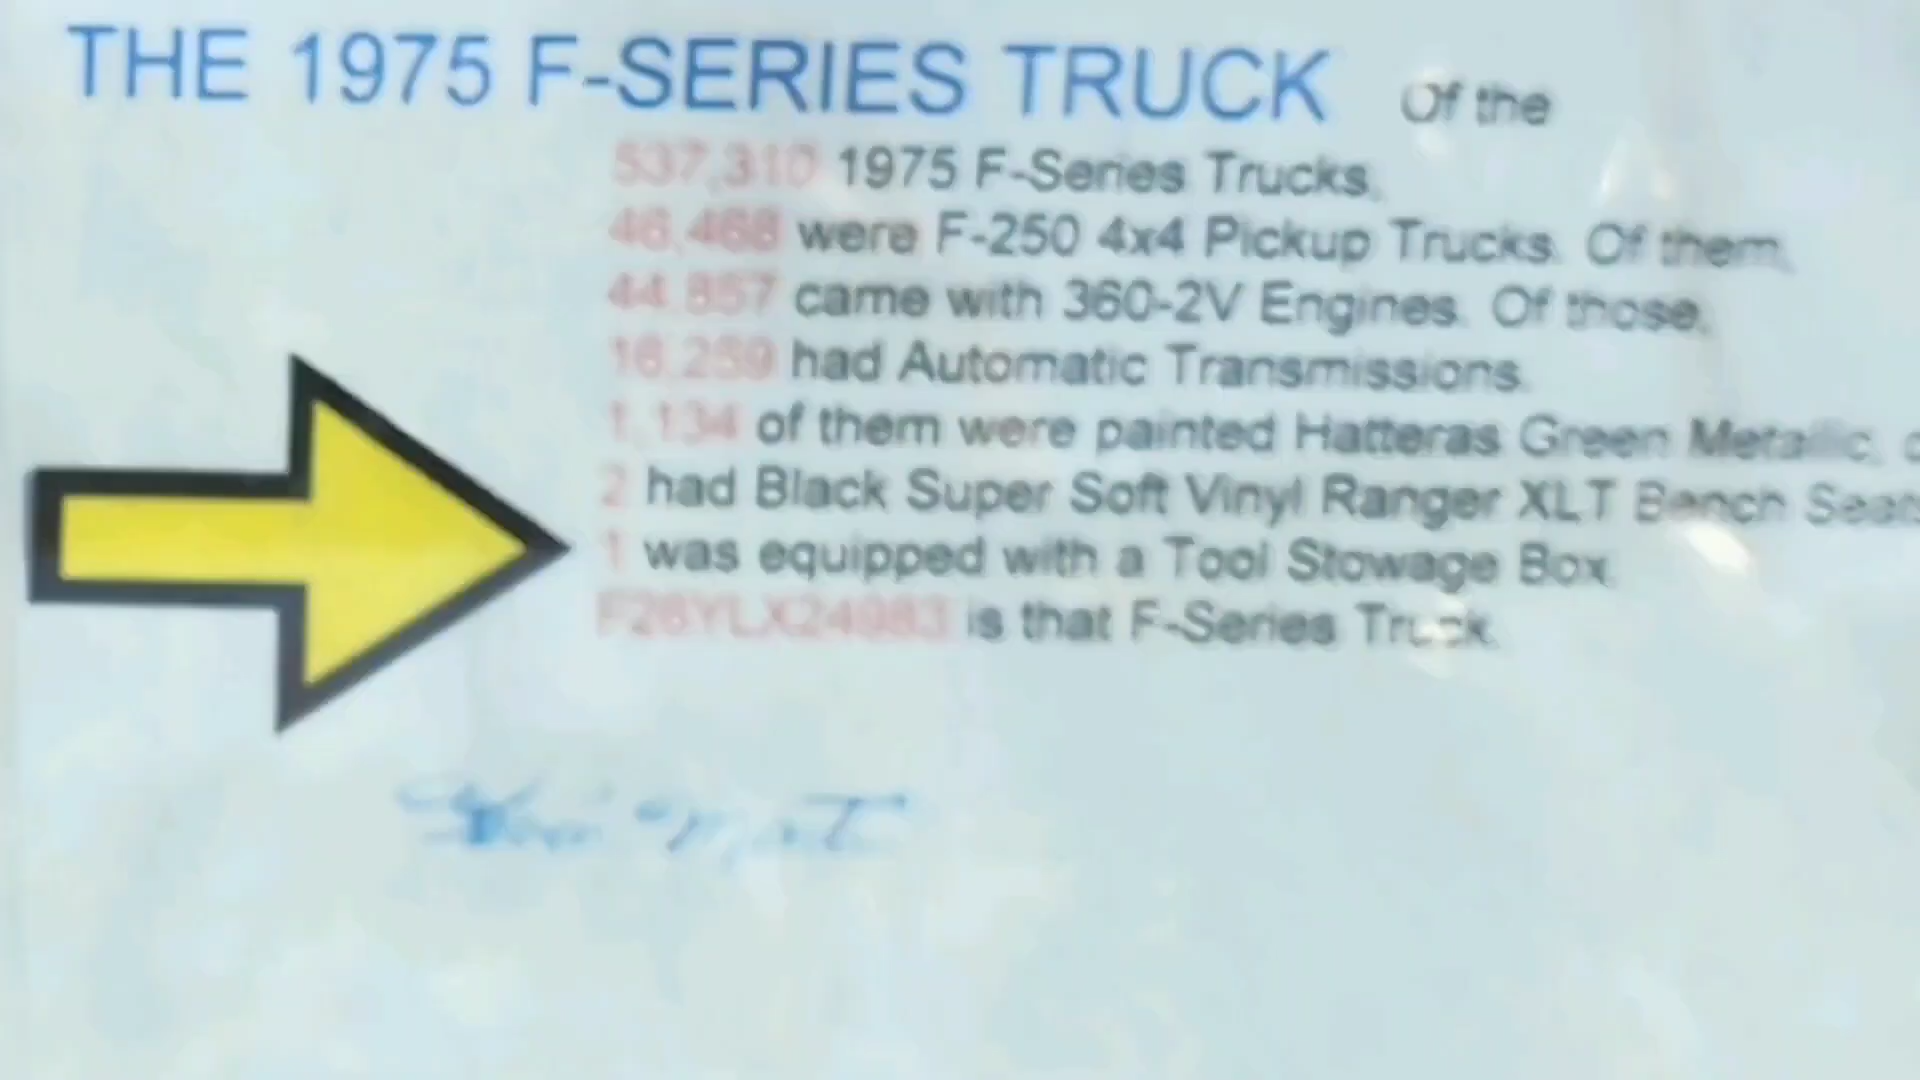 THE 1975 F-SERIES TRUCK Of the
537,310 1975 F-Series Trucks,
46,468 were F-250 4x4 Pickup Trucks. Of them,
44,857 came with 360-2V Engines. Of those,
16,259 had Automatic Transmissions.
1,134 of them were painted Hatteras Green Metallic,
2 had Black Super Soft Vinyl Ranger XLT Bench Seats
1 was equipped with a Tool Stowage Box.
is that F-Series Truck.